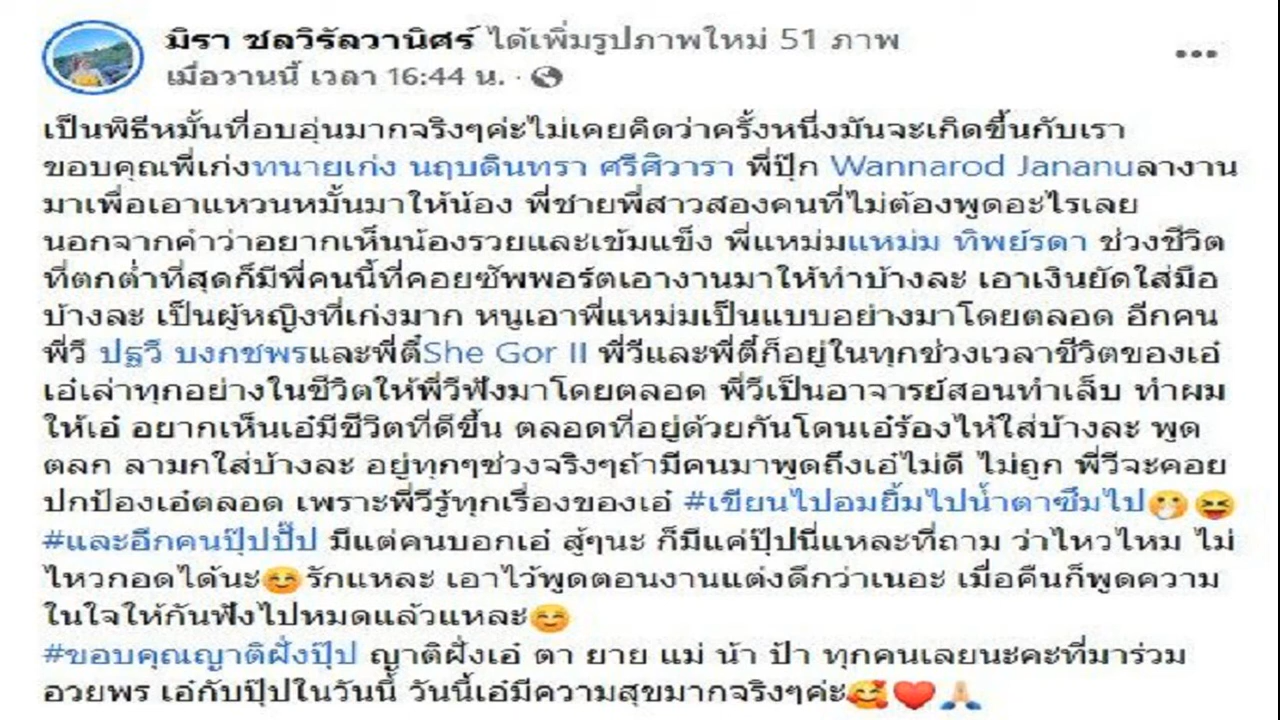 มิรา ชลวิรัลวานิศร์ ได้เพิ่มรูปภาพใหม่ 51 ภาพ
เมื่อวานนี้ เวลา 16:44 น. ·
เป็นพิธีหมั้นที่อบอุ่นมากจริงๆค่ะไม่เคยคิดว่าครั้งหนึ่งมันจะเกิดขึ้นกับเรา
ขอบคุณพี่เก่งทนายเก่ง นฤบดินทรา ศรีศิวารา พี่ปุ๊ก Wannarod Jananuลางาน
มาเพื่อเอาแหวนหมั้นมาให้น้อง พี่ชายพี่สาวสองคนที่ไม่ต้องพูดอะไรเลย
นอกจากคำว่าอยากเห็นน้องรวยและเข้มแข็ง พี่แหม่มแหม่ม ทิพย์รดา ช่วงชีวิต
ที่ตกต่ำที่สุดก็มีพี่คนนี้ที่คอยซัพพอร์ตเอางานมาให้ทำบ้างละ เอาเงินยัดใส่มือ
บ้างละ เป็นผู้หญิงที่เก่งมาก หนูเอาพี่แหม่มเป็นแบบอย่างมาโดยตลอด อีกคน
พี่วี ปฐวี บงกชพรและพี่ตี๋She Gor II พี่วีและพี่ตี๋ก็อยู่ในทุกช่วงเวลาชีวิตของเอ๋
เอ๋เล่าทุกอย่างในชีวิตให้พี่วีฟังมาโดยตลอด พี่วีเป็นอาจารย์สอนทำเล็บ ทำผม
ให้เอ๋ อยากเห็นเอ๋มีชีวิตที่ดีขึ้น ตลอดที่อยู่ด้วยกันโดนเอ๋ร้องไห้ใส่บ้างละ พูด
ตลก ลามกใส่บ้างละ อยู่ทุกๆช่วงจริงๆถ้ามีคนมาพูดถึงเอ๋ไม่ดี ไม่ถูก พี่วีจะคอย
ปกป้องเอ๋ตลอด เพราะพี่วีรู้ทุกเรื่องของเอ๋ #เขียนไปอมยิ้มไปน้ำตาซึมไป🤭😝
#และอีกคนปุ๊ปปั๊ป มีแต่คนบอกเอ๋ สู้ๆนะ ก็มีแค่ปุ๊ปนี่แหละที่ถาม ว่าไหวไหม ไม่
ไหวกอดได้นะ☺️รักแหละ เอาไว้พูดตอนงานแต่งดีกว่าเนอะ เมื่อคืนก็พูดความ
ในใจให้กันฟังไปหมดแล้วแหละ☺️
#ขอบคุณญาติฝั่งปุ๊ป ญาติฝั่งเอ๋ ตา ยาย แม่ น้า ป้า ทุกคนเลยนะคะที่มาร่วม
อวยพร เอ๋กับปุ๊ปในวันนี้ วันนี้เอ๋มีความสุขมากจริงๆค่ะ🥰❤️🙏🏻